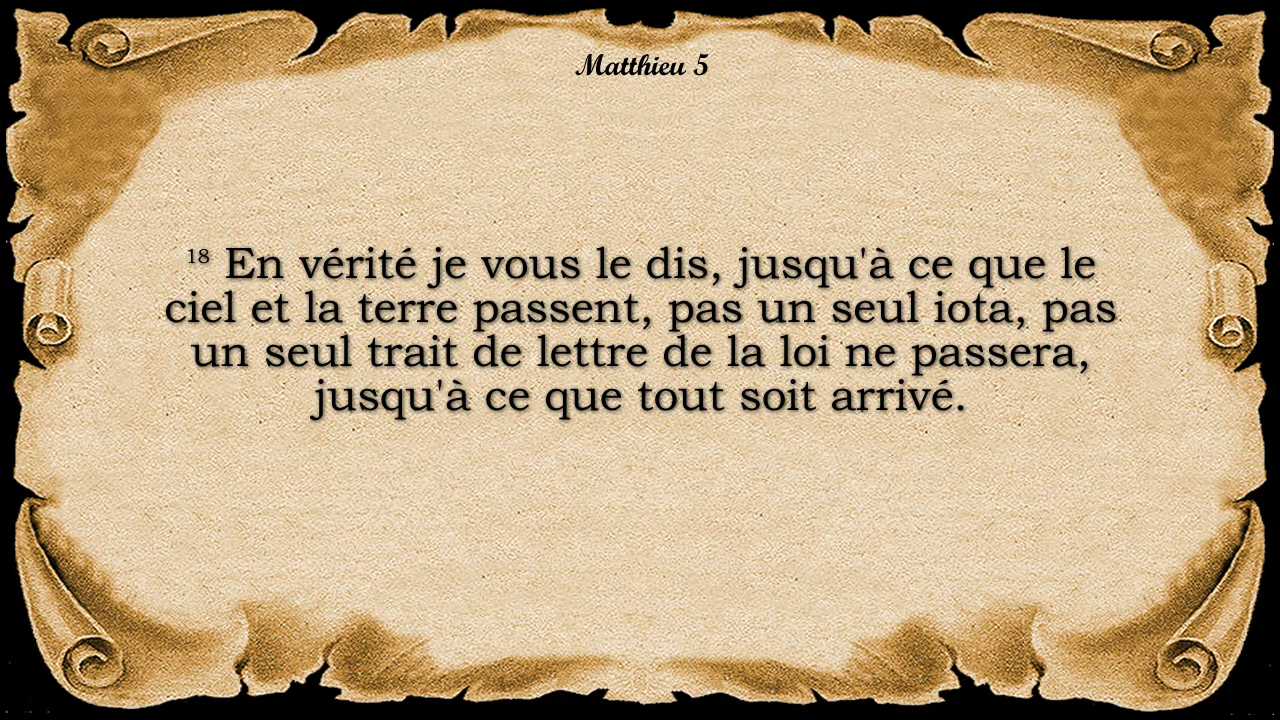 Matthieu 5
18 En vérité je vous le dis, jusqu'à ce que le
ciel et la terre passent, pas un seul iota, pas
un seul trait de lettre de la loi ne passera,
jusqu'à ce que tout soit arrivé.